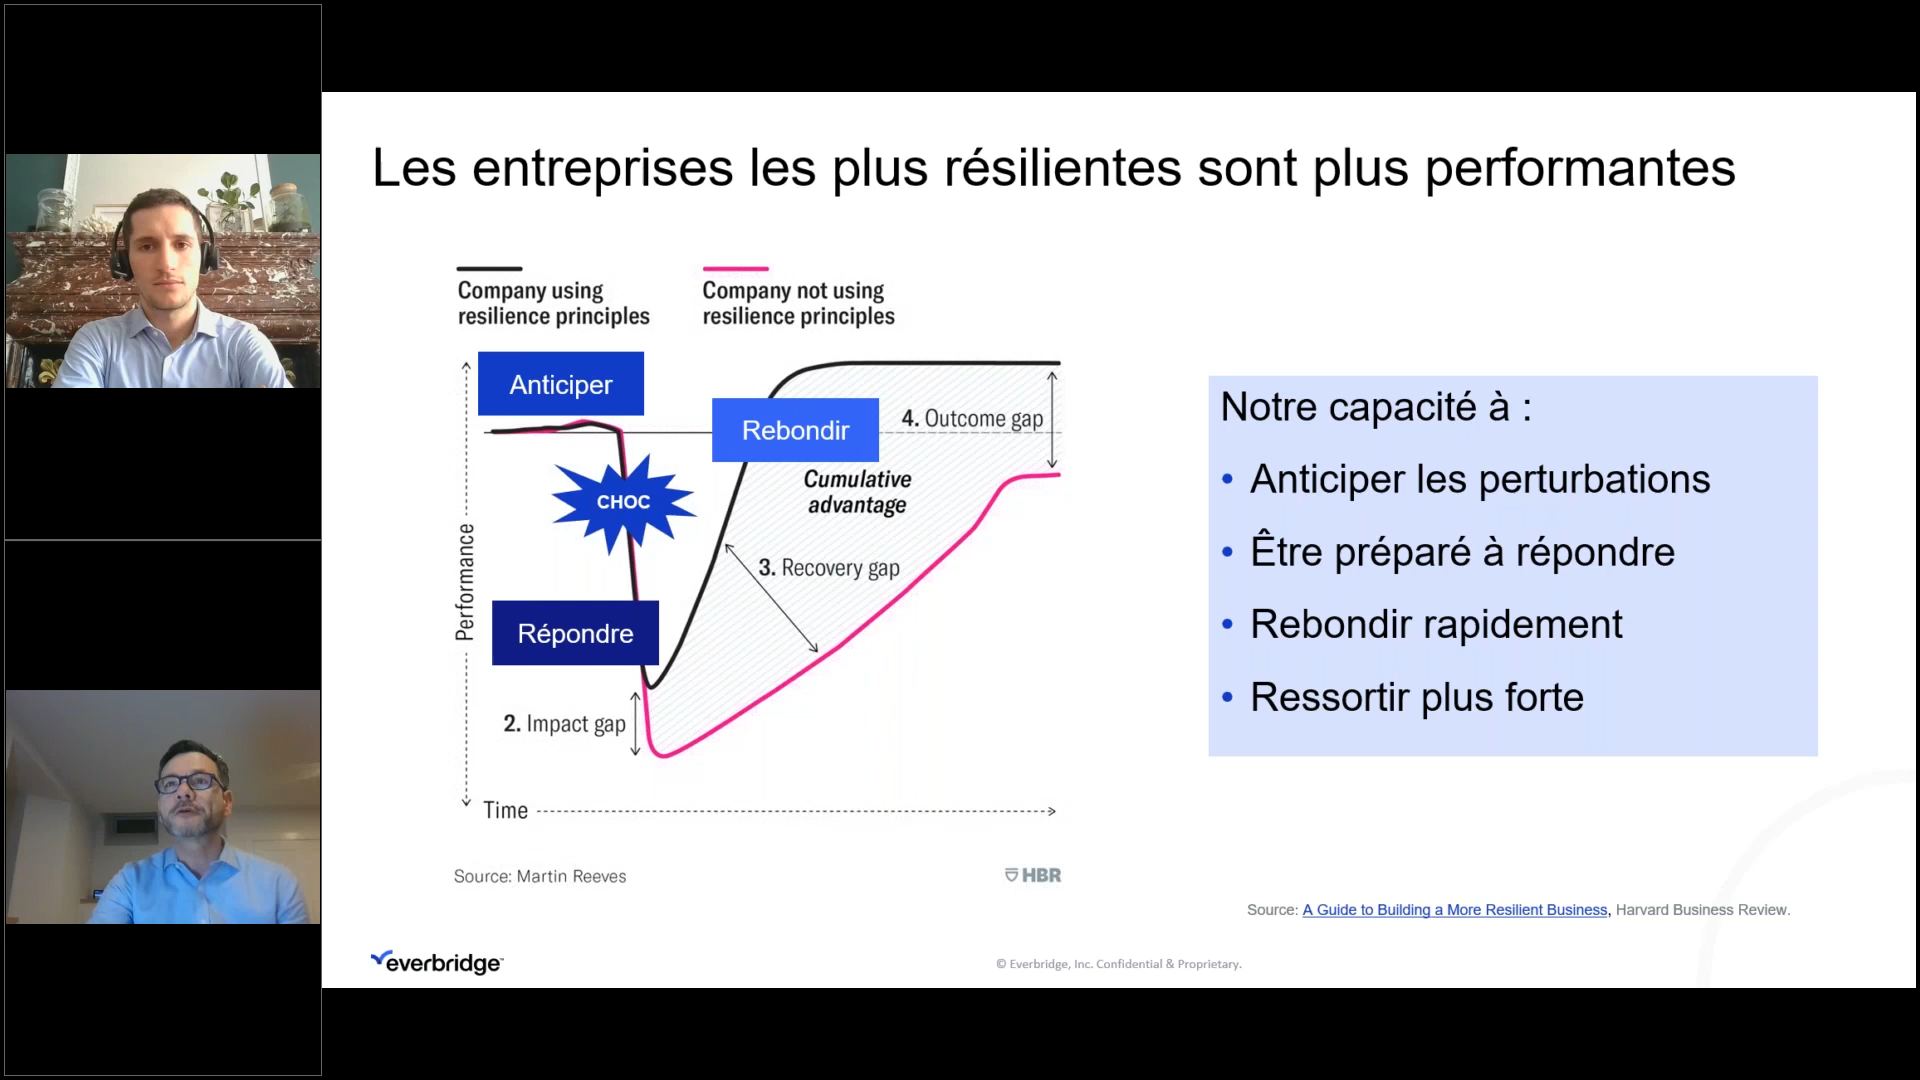 Les entreprises les plus résilientes sont plus performantes
Company using
resilience principles
Company not using
resilience principles
Anticiper
Rebondir
4. Outcome gap
Cumulative
advantage
CHOC
3. Recovery gap
Performance
Répondre
2. Impact gap
Time
Source: Martin Reeves
HBR
Notre capacité à :
• Anticiper les perturbations
• Être préparé à répondre
• Rebondir rapidement
• Ressortir plus forte
Source: A Guide to Building a More Resilient Business, Harvard Business Review.
everbridge™
© Everbridge, Inc. Confidential & Proprietary.